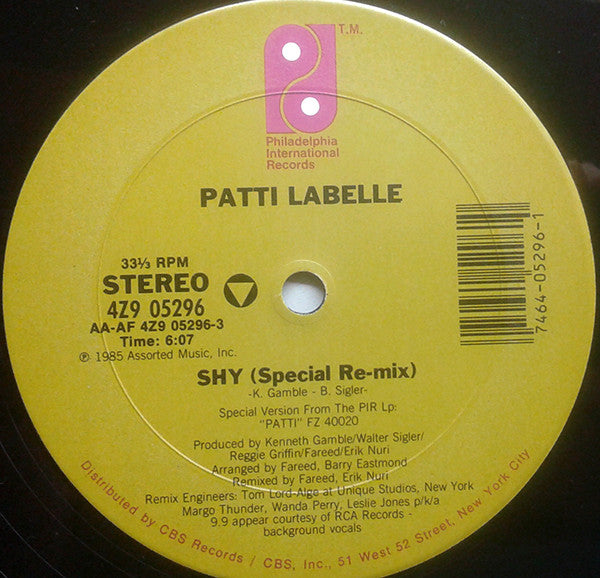 T.M.
Philadelphia
International
Records
PATTI LABELLE
33⅓ RPM
STEREO
4Z9 05296
AA-AF 4Z9 05296-3
Time: 6:07
℗ 1985 Assorted Music, Inc.
7464-05296-1
SHY (Special Re-mix)
-K. Gamble - B. Sigler-
Special Version From The PIR Lp:
"PATTI" FZ 40020
Produced by Kenneth Gamble/Walter Sigler/
Reggie Griffin/Fareed/Erik Nuri
Arranged by Fareed, Barry Eastmond
Remixed by Fareed, Erik Nuri
Remix Engineers: Tom Lord-Alge at Unique Studios, New York
Margo Thunder, Wanda Perry, Leslie Jones p/k/a
9.9 appear courtesy of RCA Records -
background vocals
Distributed by CBS Records / CBS, Inc., 51 West 52 Street, New York City